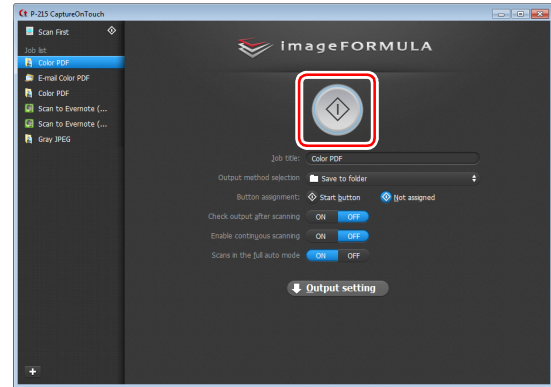 P-215 CaptureOnTouch
Scan First
Job list
Color PDF
E-mail Color PDF
Color PDF
Scan to Evernote (...
Scan to Evernote (...
Gray JPEG
imageFORMULA
Job title: Color PDF
Output method selection Save to folder
Button assignment: Start button Not assigned
Check output after scanning ON OFF
Enable continuous scanning ON OFF
Scans in the full auto mode ON OFF
Output setting